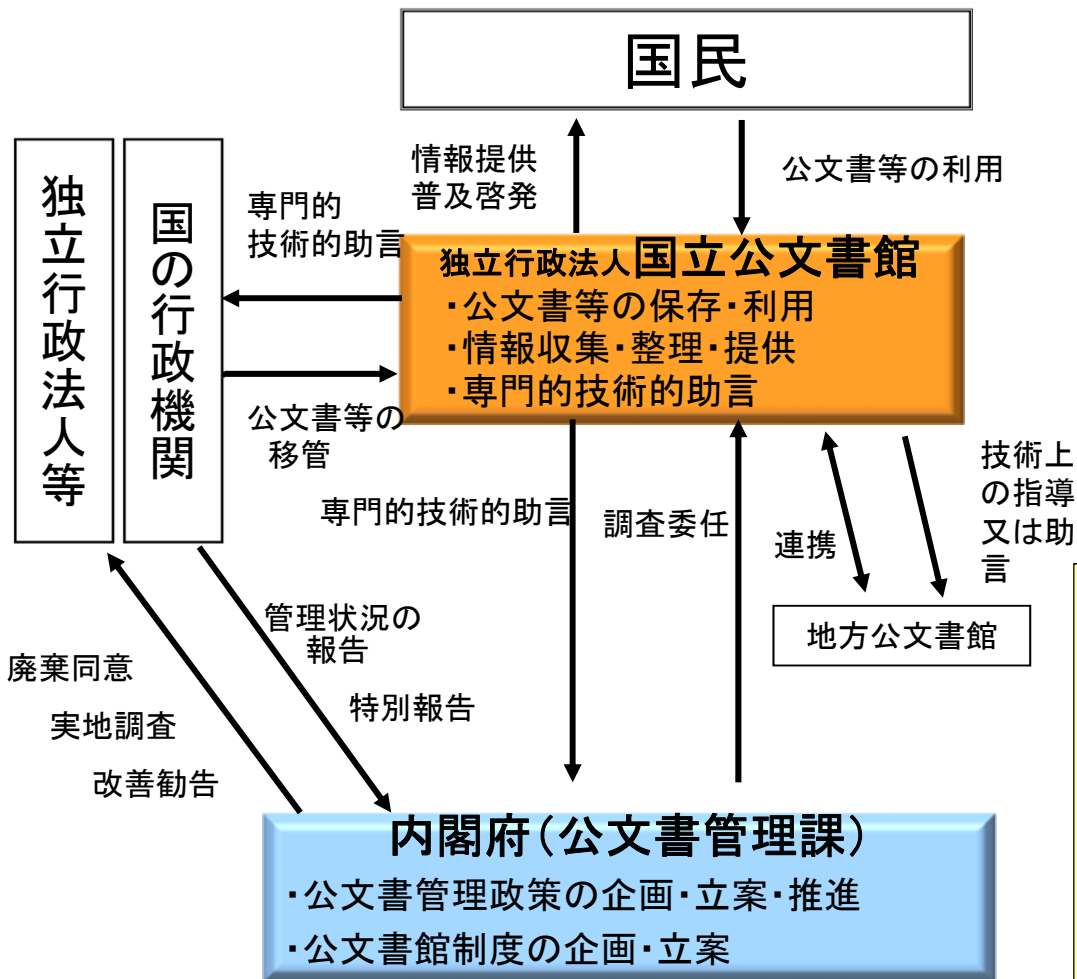 国民
情報提供
普及啓発
公文書等の利用
独立行政法人等
国の行政機関
専門的
技術的助言
独立行政法人国立公文書館
・公文書等の保存・利用
・情報収集・整理・提供
・専門的技術的助言
公文書等の
移管
専門的技術的助言
調査委任
連携
技術上
の指導
又は助
言
地方公文書館
管理状況の
報告
特別報告
廃棄同意
実地調査
改善勧告
内閣府(公文書管理課)
・公文書管理政策の企画・立案・推進
・公文書館制度の企画・立案